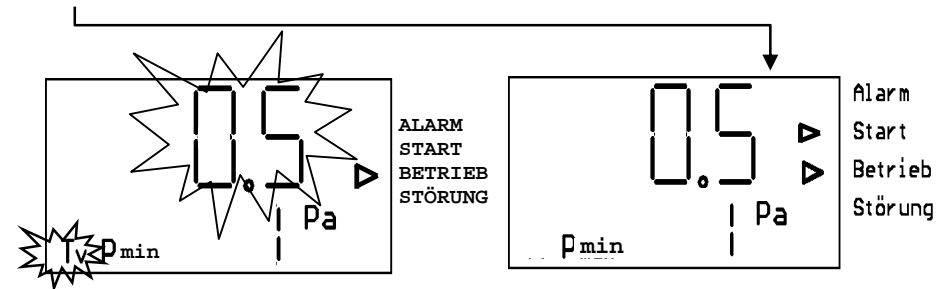 0.5
ALARM
START
BETRIEB
STÖRUNG
Pa
Tv Pmin
0.5
Alarm
Start
Betrieb
Störung
Pa
Pmin